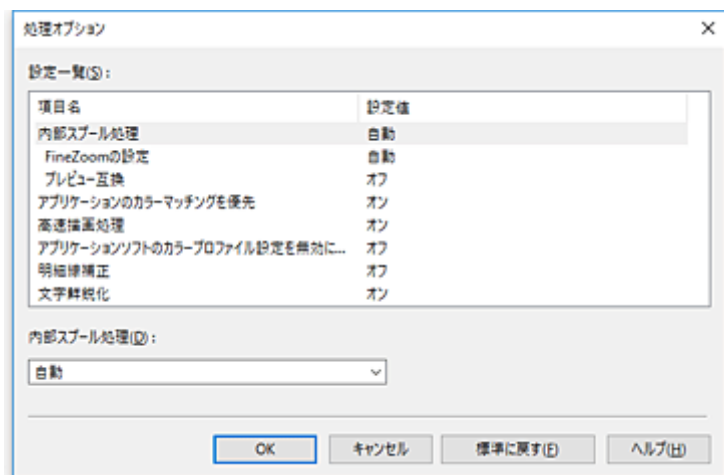 処理オプション
設定一覧(S):
項目名 設定値
内部スプール処理 自動
FineZoomの設定 自動
プレビュー互換 オフ
アプリケーションのカラーマッチングを優先 オン
高速描画処理 オン
アプリケーションソフトのカラープロファイル設定を無効に... オフ
明細線補正 オフ
文字鮮鋭化 オン
内部スプール処理(D):
自動
OK キャンセル 標準に戻す(F) ヘルプ(H)